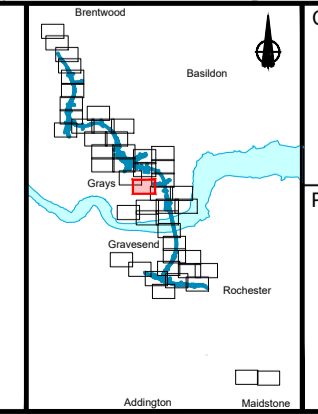 Brentwood
Basildon
Grays
Gravesend
Rochester
Addington
Maidstone